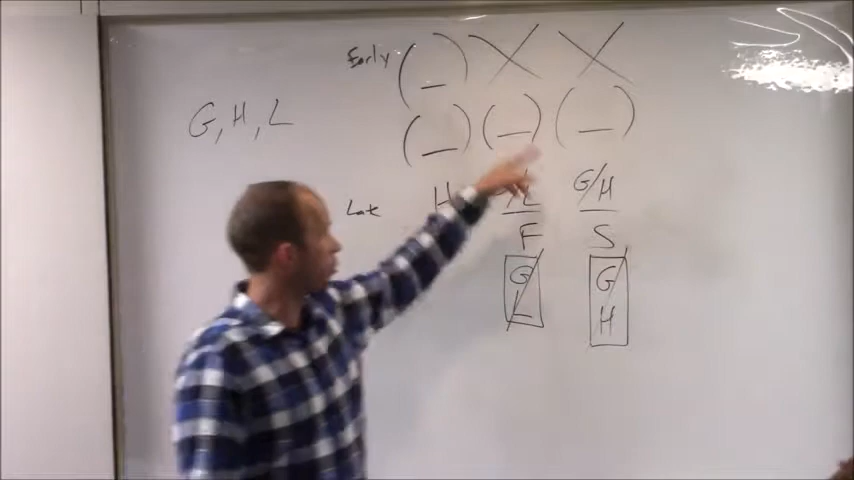 Early (_) X X
G, H, L
(_) (_) (_)
Late H /L G/H
F S
G/L G/H